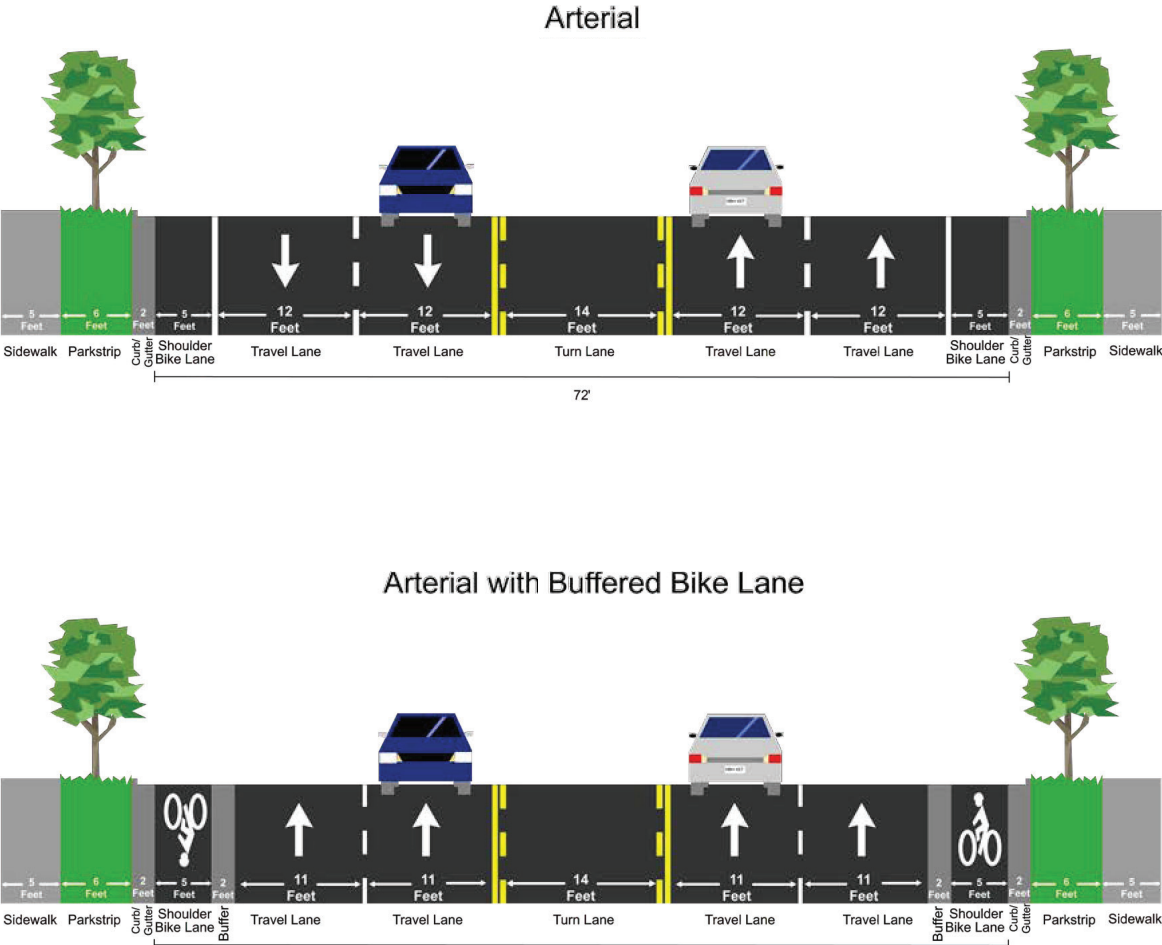 Arterial
5 Feet
6 Feet
2 Feet
5 Feet
12 Feet
12 Feet
14 Feet
12 Feet
12 Feet
5 Feet
2 Feet
6 Feet
5 Feet
Sidewalk
Parkstrip
Curb/
Gutter
Shoulder
Bike Lane
Travel Lane
Travel Lane
Turn Lane
Travel Lane
Travel Lane
Shoulder
Bike Lane
Curb/
Gutter
Parkstrip
Sidewalk
72'
Arterial with Buffered Bike Lane
5 Feet
6 Feet
2 Feet
5 Feet
2 Feet
11 Feet
11 Feet
14 Feet
11 Feet
11 Feet
2 Feet
5 Feet
2 Feet
6 Feet
5 Feet
Sidewalk
Parkstrip
Curb/
Gutter
Shoulder
Bike Lane
Buffer
Travel Lane
Travel Lane
Turn Lane
Travel Lane
Travel Lane
Buffer
Shoulder
Bike Lane
Curb/
Gutter
Parkstrip
Sidewalk